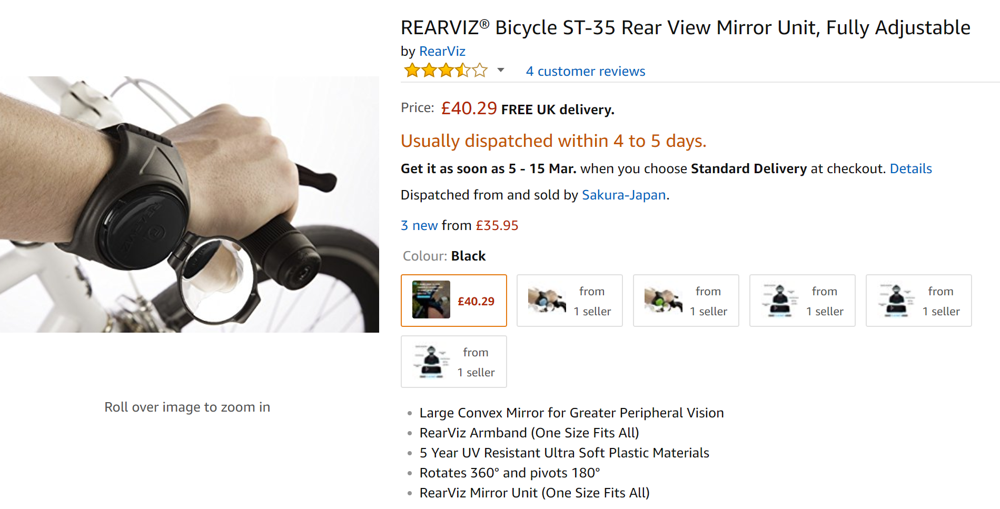 REARVIZ® Bicycle ST-35 Rear View Mirror Unit, Fully Adjustable
by RearViz
4 customer reviews
Price: £40.29 FREE UK delivery.
Usually dispatched within 4 to 5 days.
Get it as soon as 5 - 15 Mar. when you choose Standard Delivery at checkout. Details
Dispatched from and sold by Sakura-Japan.
3 new from £35.95
Colour: Black
£40.29
from
1 seller
from
1 seller
from
1 seller
from
1 seller
from
1 seller
Roll over image to zoom in
Large Convex Mirror for Greater Peripheral Vision
RearViz Armband (One Size Fits All)
5 Year UV Resistant Ultra Soft Plastic Materials
Rotates 360° and pivots 180°
RearViz Mirror Unit (One Size Fits All)